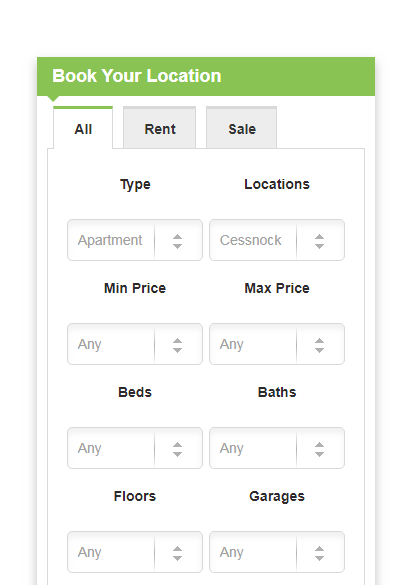 Book Your Location
All Rent Sale
Type Locations
Apartment Cessnock
Min Price Max Price
Any Any
Beds Baths
Any Any
Floors Garages
Any Any